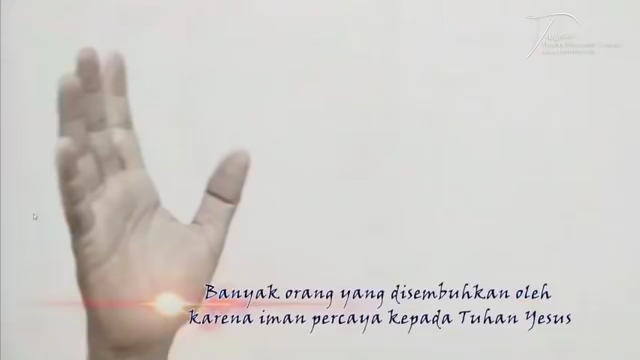 Banyak orang yang disembuhkan oleh
karena iman percaya kepada Tuhan Yesus